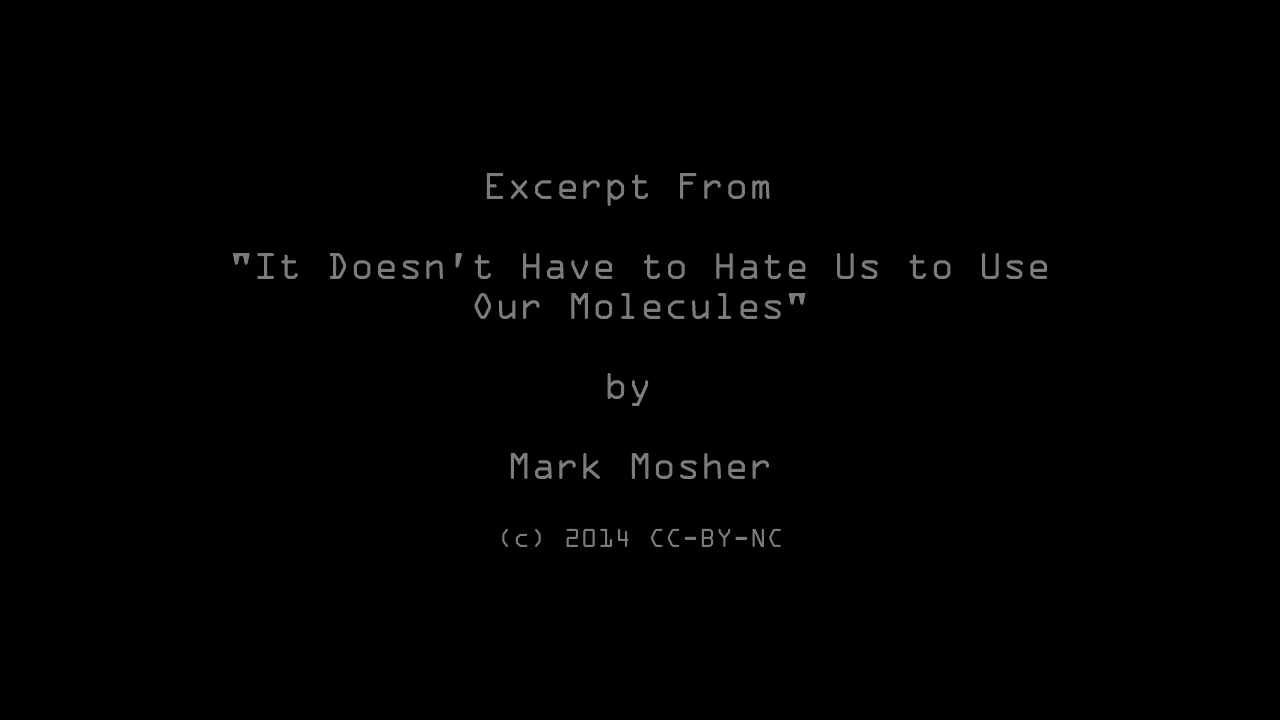 Excerpt From
"It Doesn't Have to Hate Us to Use
Our Molecules"
by
Mark Mosher
(c) 2014 CC-BY-NC